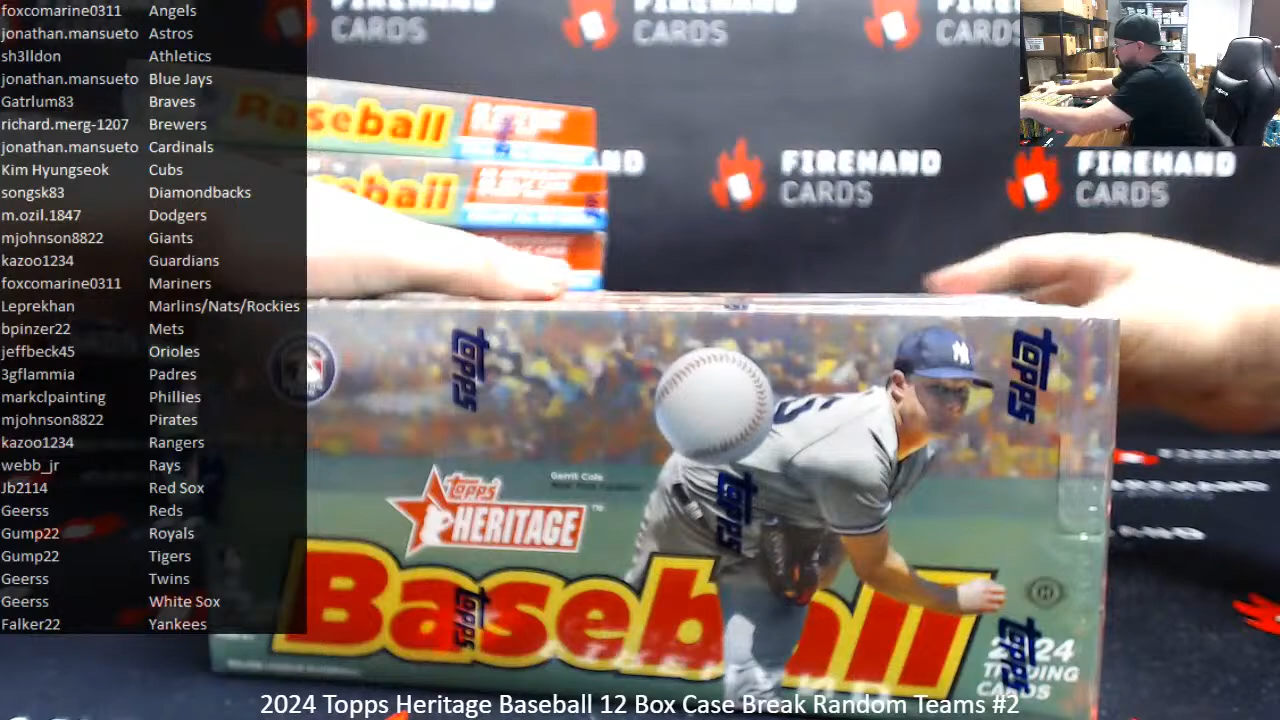 foxcomarine0311 Angels
jonathan.mansueto Astros
sh3lldon Athletics
jonathan.mansueto Blue Jays
Gatrlum83 Braves
richard.merg-1207 Brewers
jonathan.mansueto Cardinals
Kim Hyungseok Cubs
songsk83 Diamondbacks
m.ozil.1847 Dodgers
mjohnson8822 Giants
kazoo1234 Guardians
foxcomarine0311 Mariners
Leprekhan Marlins/Nats/Rockies
bpinzer22 Mets
jeffbeck45 Orioles
3gflammia Padres
markclpainting Phillies
mjohnson8822 Pirates
kazoo1234 Rangers
webb_jr Rays
Jb2114 Red Sox
Geerss Reds
Gump22 Royals
Gump22 Tigers
Geerss Twins
Geerss White Sox
Falker22 Yankees
FIREHAND
CARDS
CARDS
CARDS
CARDS
FIREHAND
CARDS
Baseball
Baseball
topps
topps
Gerrit Cole
Topps
HERITAGE
topps
Baseball
topps
topps
2024
TRADING
CARDS
2024 Topps Heritage Baseball 12 Box Case Break Random Teams #2